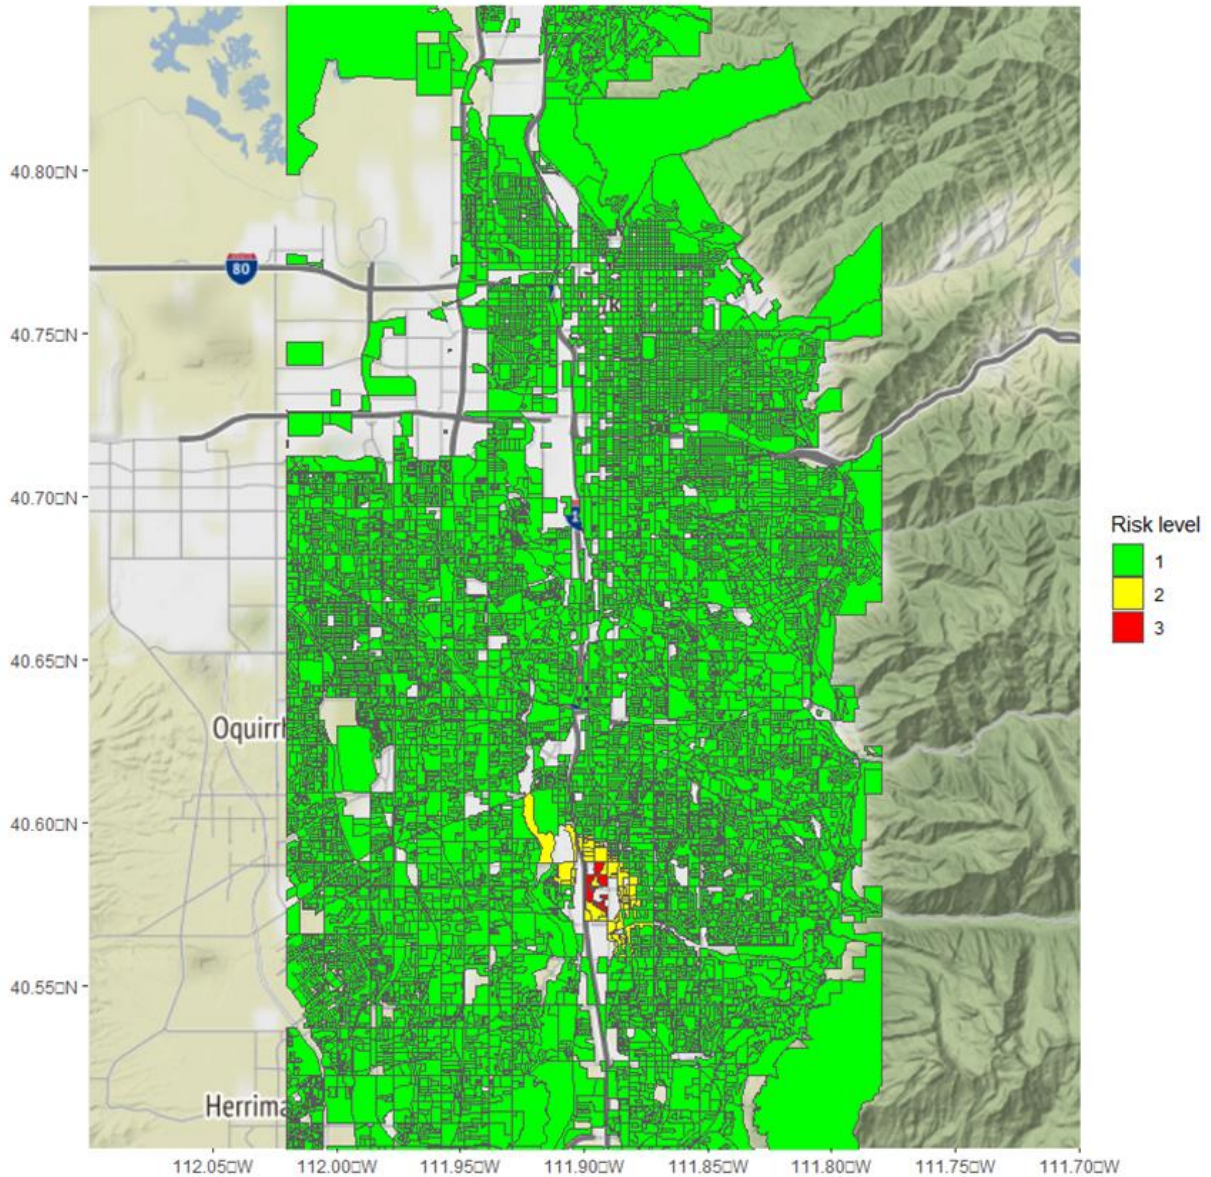 40.80□N
80
40.75□N
40.70□N
Risk level
1
2
3
40.65□N
Oquirrh
40.60□N
40.55□N
Herrima
112.05□W 112.00□W 111.95□W 111.90□W 111.85□W 111.80□W 111.75□W 111.70□W